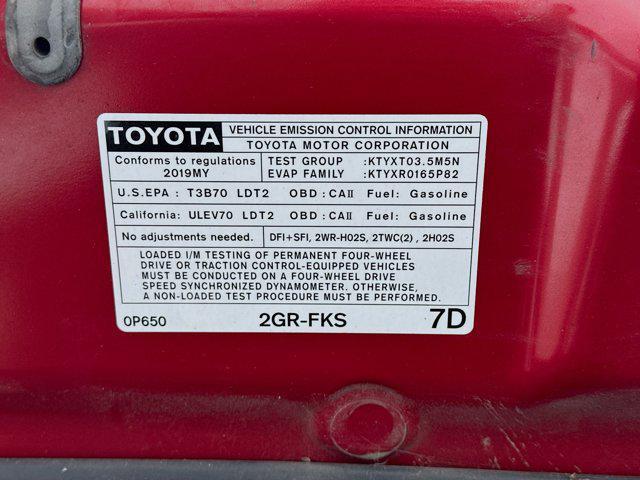 TOYOTA
VEHICLE EMISSION CONTROL INFORMATION
TOYOTA MOTOR CORPORATION
Conforms to regulations
2019MY
TEST GROUP :KTYXT03.5M5N
EVAP FAMILY :KTYXR0165P82
U.S.EPA : T3B70 LDT2 OBD : CAII Fuel: Gasoline
California: ULEV70 LDT2 OBD : CAII Fuel: Gasoline
No adjustments needed. DFI+SFI, 2WR-H02S, 2TWC(2) , 2H02S
LOADED I/M TESTING OF PERMANENT FOUR-WHEEL
DRIVE OR TRACTION CONTROL-EQUIPPED VEHICLES
MUST BE CONDUCTED ON A FOUR-WHEEL DRIVE
SPEED SYNCHRONIZED DYNAMOMETER. OTHERWISE,
A NON-LOADED TEST PROCEDURE MUST BE PERFORMED.
0P650 2GR-FKS 7D